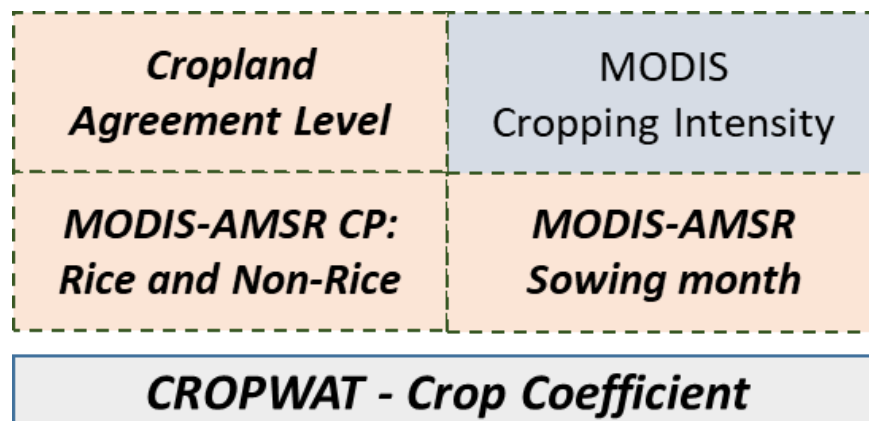 Cropland
Agreement Level
MODIS
Cropping Intensity
MODIS-AMSR CP:
Rice and Non-Rice
MODIS-AMSR
Sowing month
CROPWAT - Crop Coefficient